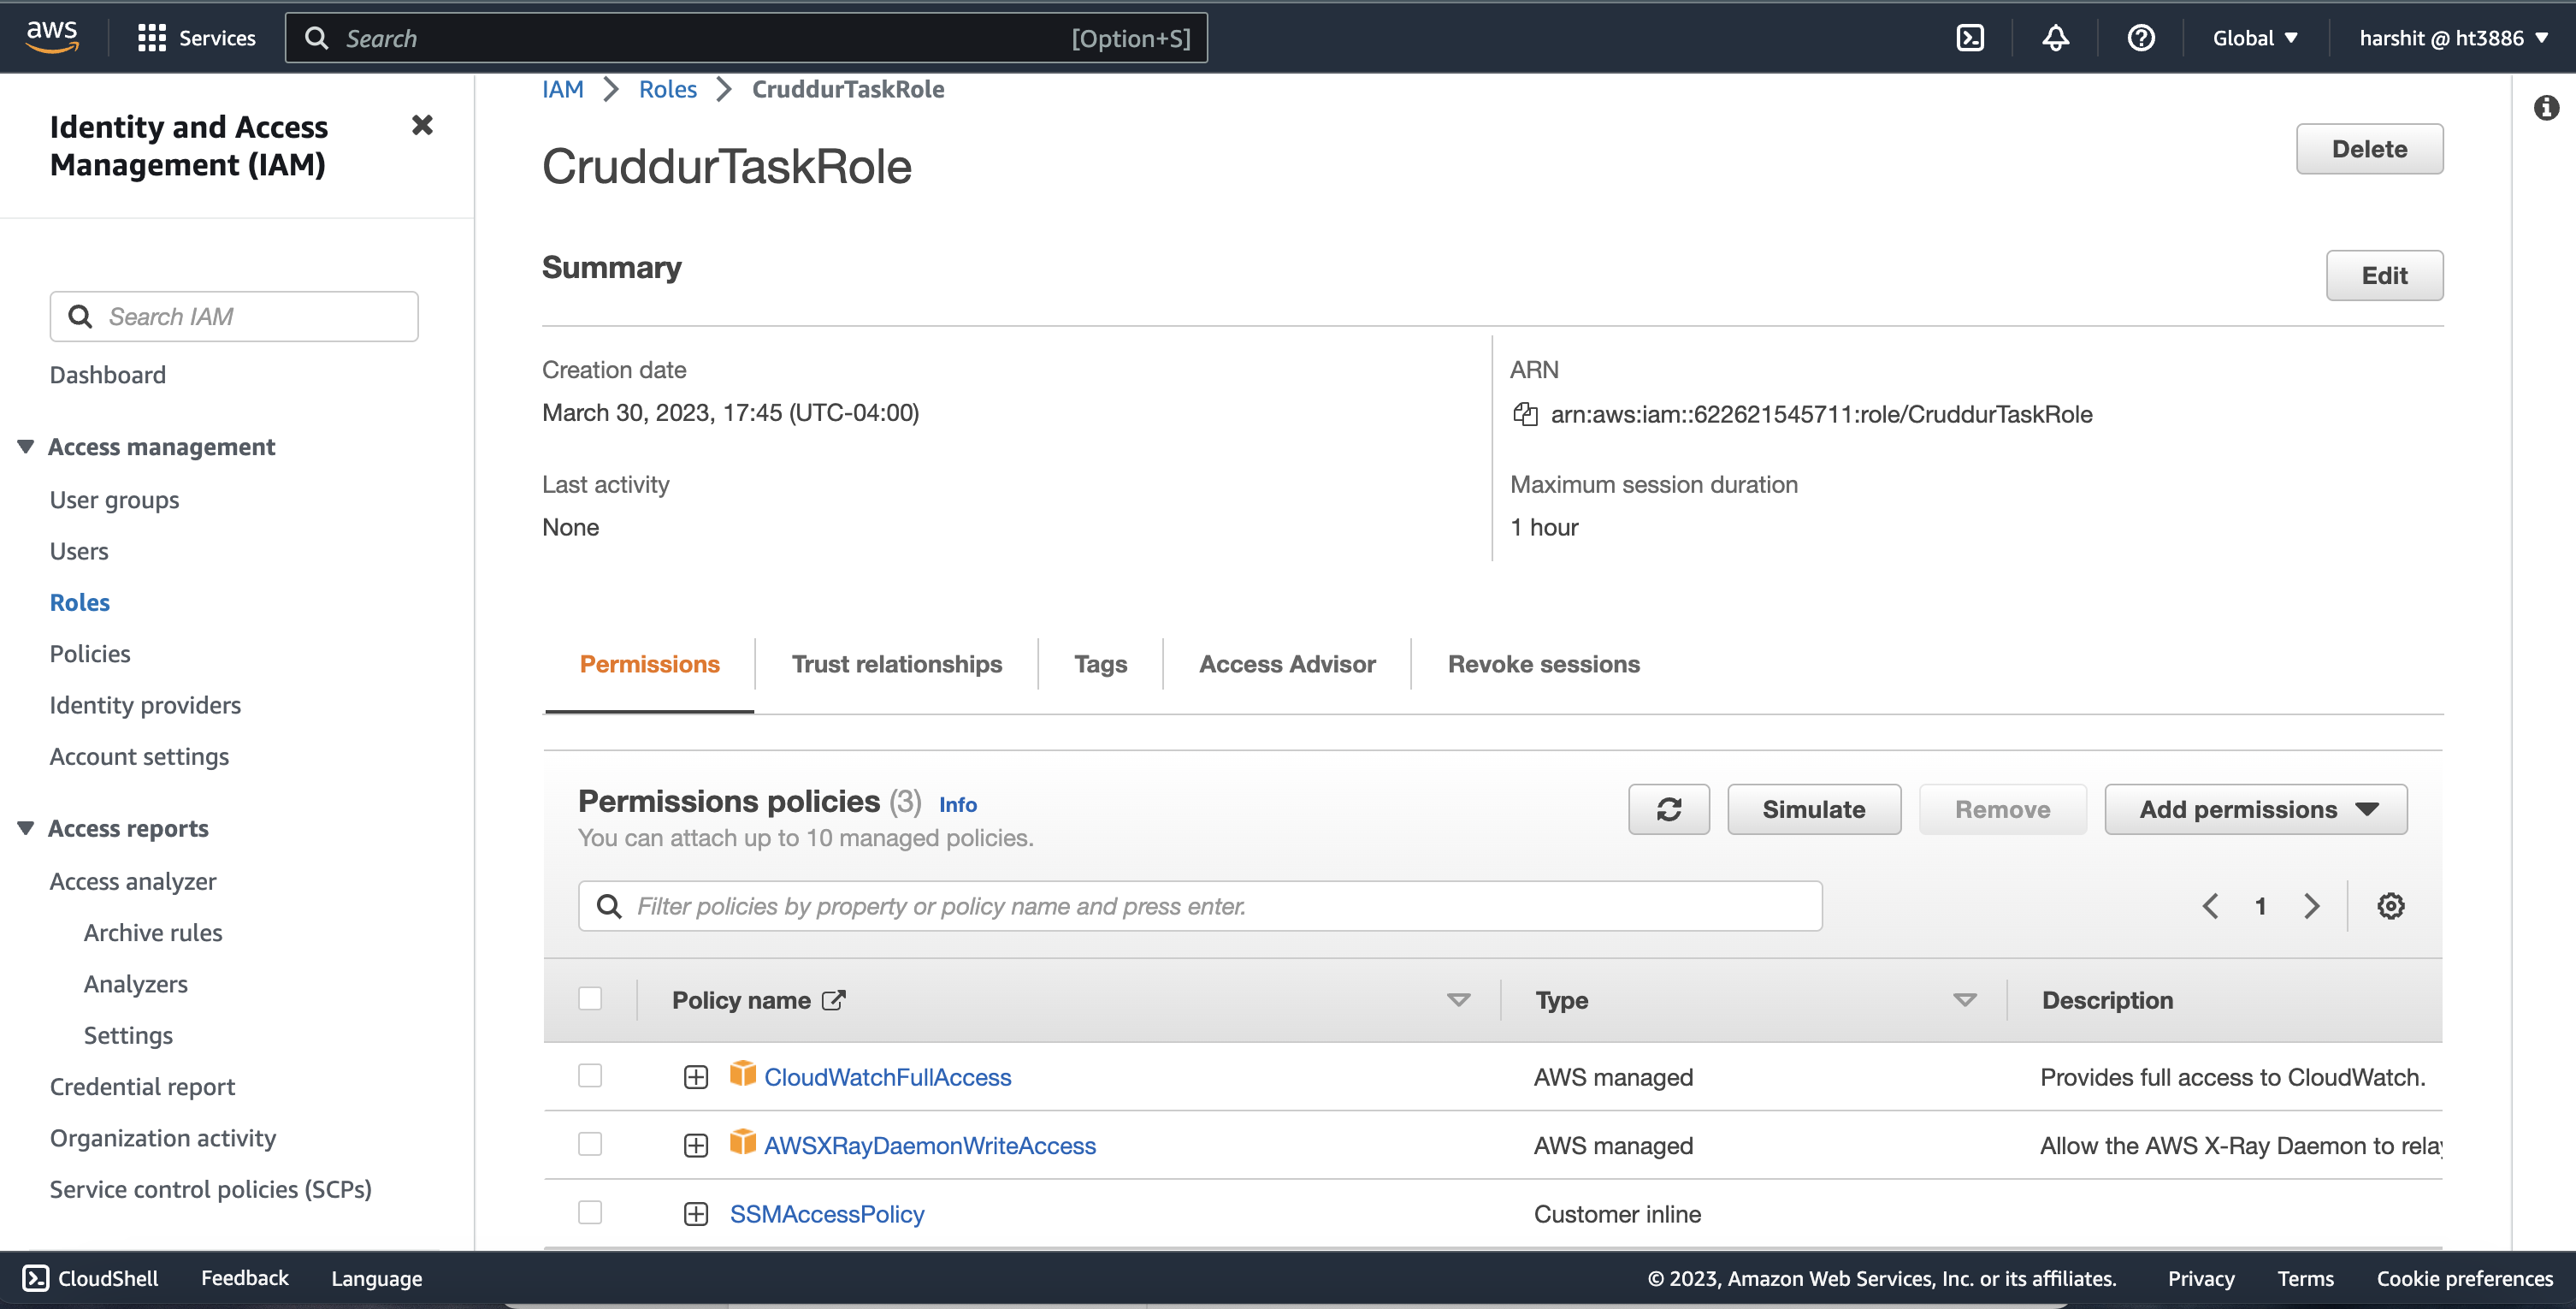 aws
Services
Search
[Option+S]
Global
harshit @ ht3886
Identity and Access
Management (IAM)
Search IAM
Dashboard
Access management
User groups
Users
Roles
Policies
Identity providers
Account settings
Access reports
Access analyzer
Archive rules
Analyzers
Settings
Credential report
Organization activity
Service control policies (SCPs)
IAM > Roles > CruddurTaskRole
CruddurTaskRole
Delete
Summary
Edit
Creation date
March 30, 2023, 17:45 (UTC-04:00)
ARN
arn:aws:iam::622621545711:role/CruddurTaskRole
Last activity
None
Maximum session duration
1 hour
Permissions
Trust relationships
Tags
Access Advisor
Revoke sessions
Permissions policies (3) Info
You can attach up to 10 managed policies.
Simulate
Remove
Add permissions
Filter policies by property or policy name and press enter.
1
Policy name
Type
Description
CloudWatchFullAccess
AWS managed
Provides full access to CloudWatch.
AWSXRayDaemonWriteAccess
AWS managed
Allow the AWS X-Ray Daemon to relay
SSMAccessPolicy
Customer inline
CloudShell
Feedback
Language
© 2023, Amazon Web Services, Inc. or its affiliates.
Privacy
Terms
Cookie preferences